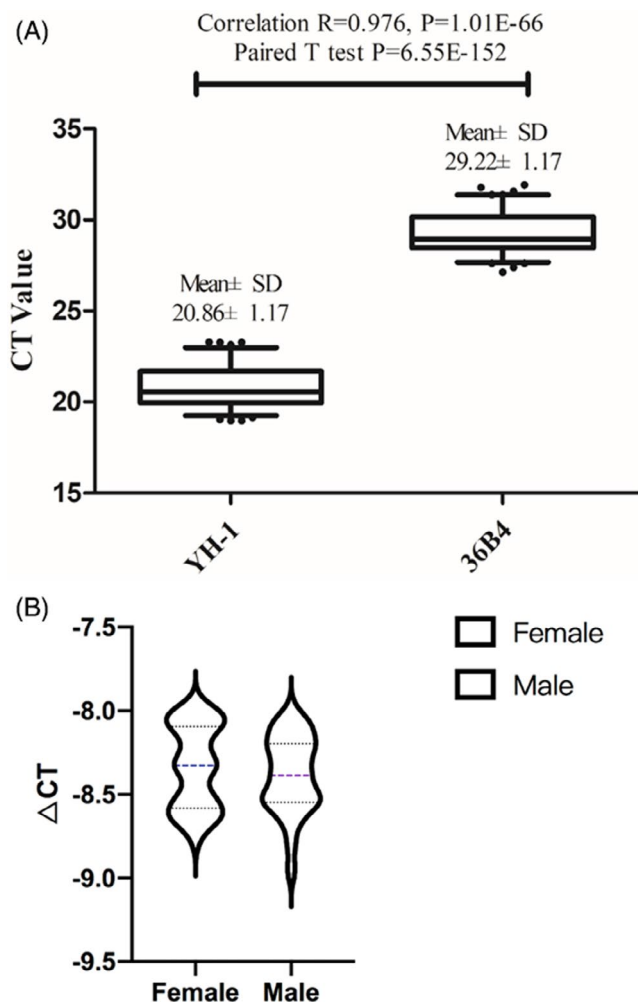 (A)
Correlation R=0.976, P=1.01E-66
Paired T test P=6.55E-152
Mean± SD
29.22± 1.17
Mean± SD
20.86± 1.17
CT Value
35
30
25
20
15
YH-1
36B4
(B)
Female
Male
△CT
-7.5
-8.0
-8.5
-9.0
-9.5
Female
Male